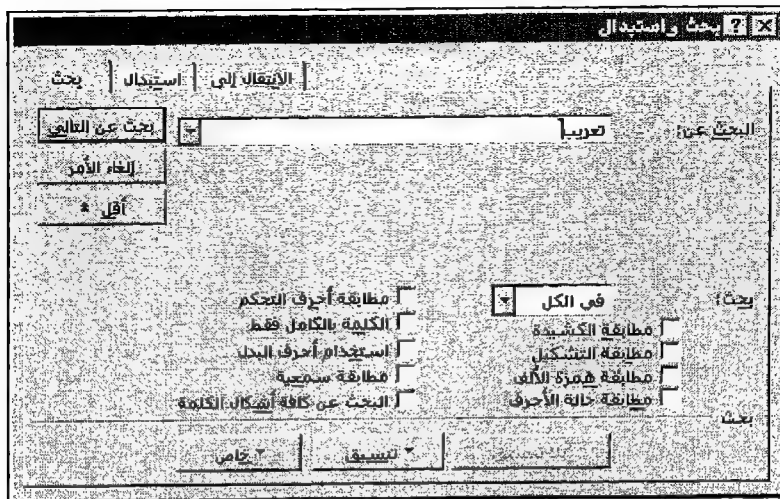 بحث واستبدال
بحث
استبدال
الانتقال إلى
البحث عن:
تعريب
بحث عن التالي
إلغاء الأمر
أقل
بحث:
في الكل
مطابقة الكشيدة
مطابقة التشكيل
مطابقة همزة الألف
مطابقة حالة الأحرف
مطابقة أحرف التحكم
الكلمة بالكامل فقط
استخدام أحرف البدل
مطابقة سمعية
البحث عن كافة أشكال الكلمة
بحث
تنسيق
خاص